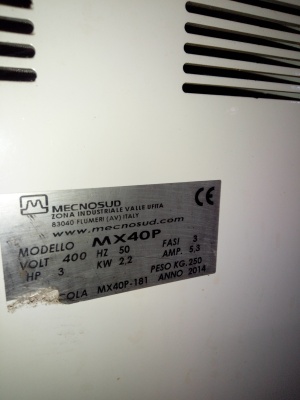 M MECNOSUD
ZONA INDUSTRIALE VALLE UFITA
83040 FLUMERI (AV) ITALY
www.mecnosud.com
CE
MODELLO MX40P FASI 3
VOLT 400 HZ 50 AMP. 5.3
HP 3 KW 2.2 PESO KG. 250
COLA MX40P-181 ANNO 2014